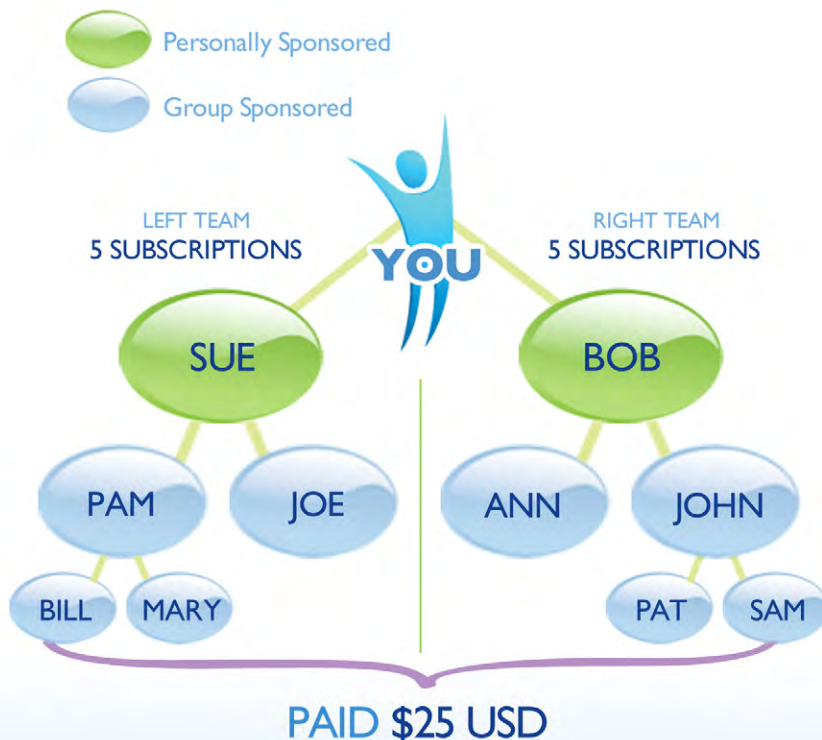 Personally Sponsored
Group Sponsored
LEFT TEAM
5 SUBSCRIPTIONS
RIGHT TEAM
5 SUBSCRIPTIONS
YOU
SUE
BOB
PAM
JOE
ANN
JOHN
BILL
MARY
PAT
SAM
PAID $25 USD